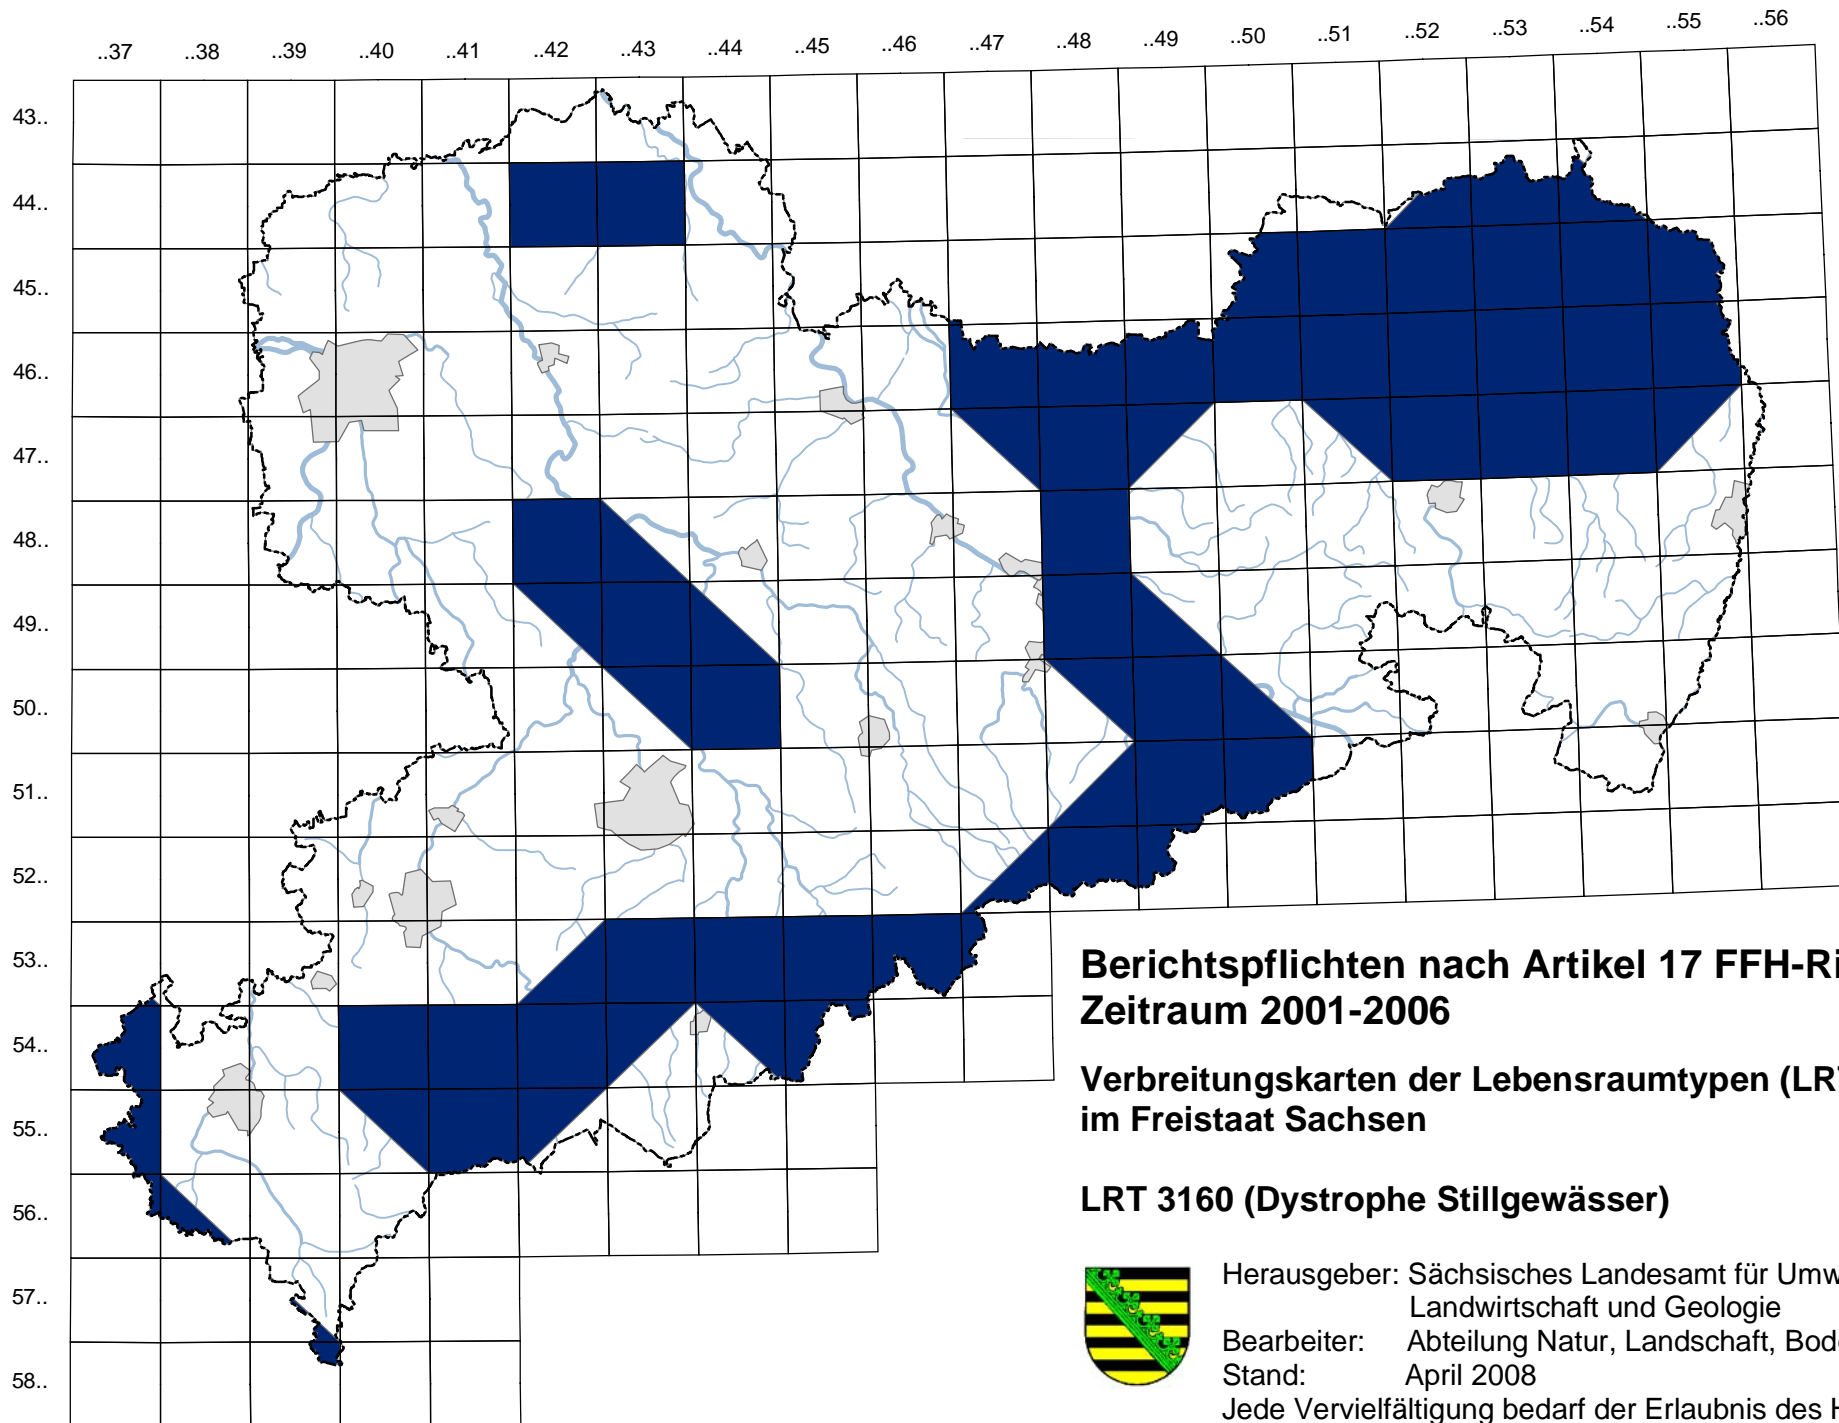 ..37 ..38 ..39 ..40 ..41 ..42 ..43 ..44 ..45 ..46 ..47 ..48 ..49 ..50 ..51 ..52 ..53 ..54 ..55 ..56
43..
44..
45..
46..
47..
48..
49..
50..
51..
52..
53..
54..
55..
56..
57..
58..
Berichtspflichten nach Artikel 17 FFH-Ri
Zeitraum 2001-2006
Verbreitungskarten der Lebensraumtypen (LRT
im Freistaat Sachsen
LRT 3160 (Dystrophe Stillgewässer)
Herausgeber: Sächsisches Landesamt für Umw
Landwirtschaft und Geologie
Bearbeiter: Abteilung Natur, Landschaft, Bod
Stand: April 2008
Jede Vervielfältigung bedarf der Erlaubnis des H